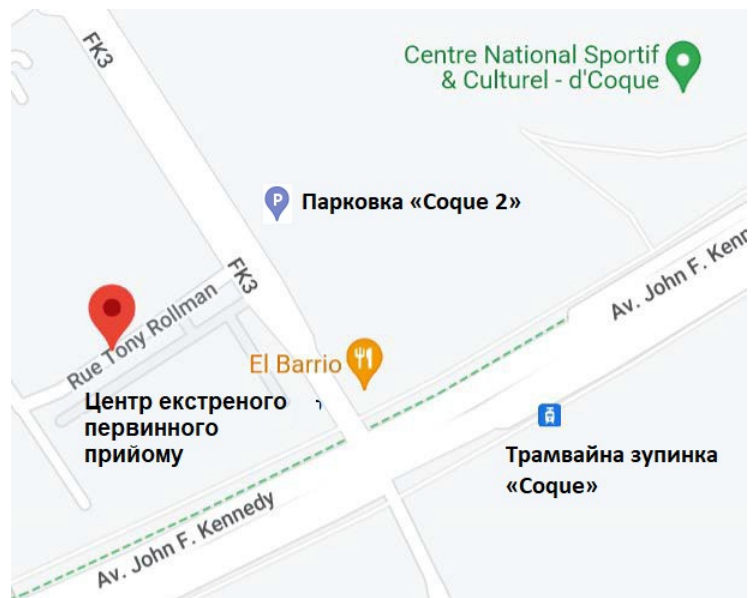 FK3
Centre National Sportif
& Culturel - d'Coque
P
Парковка «Coque 2»
FK3
Av. John F. Kenn
Rue Tony Rollman
El Barrio
Центр екстреного
первинного
прийому
Трамвайна зупинка
«Coque»
Av. John F. Kennedy